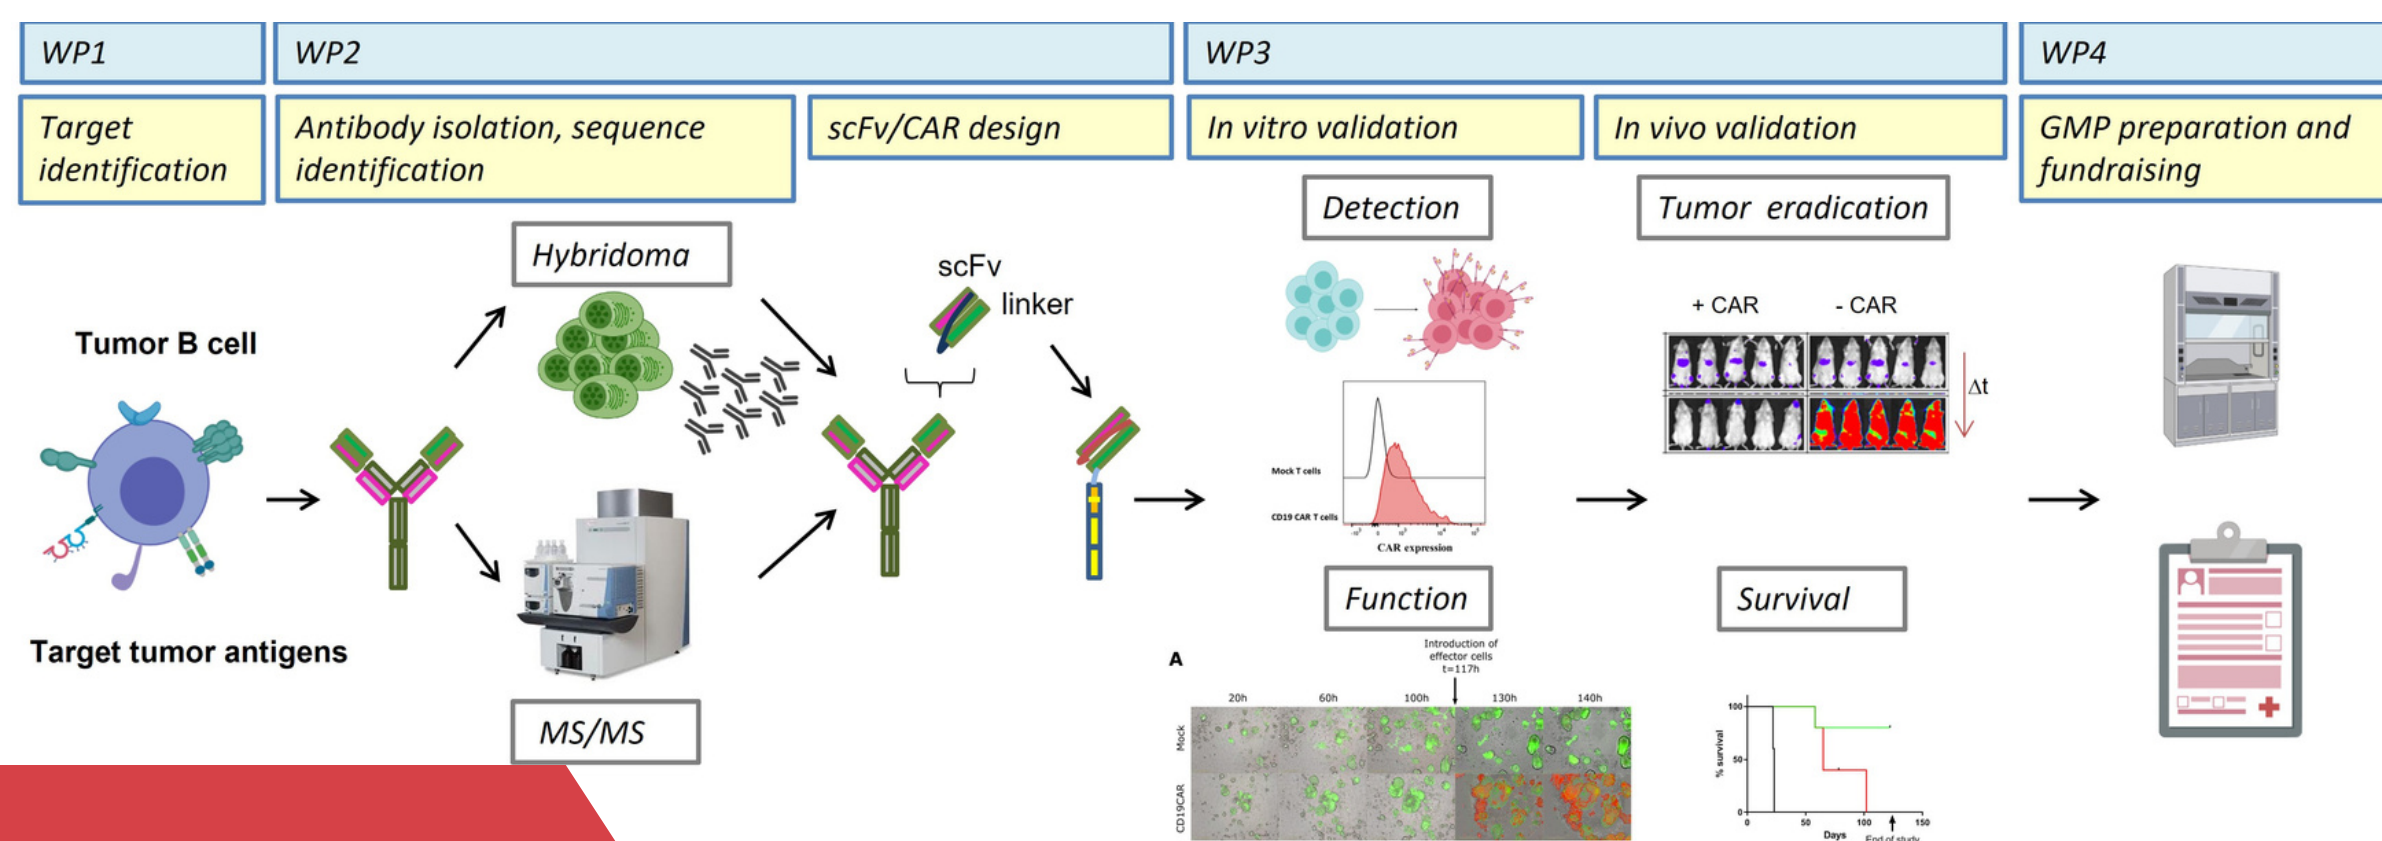 WP1
WP2
WP3
WP4
Target
identification
Antibody isolation, sequence
identification
scFv/CAR design
In vitro validation
In vivo validation
GMP preparation and
fundraising
Tumor B cell
Target tumor antigens
Hybridoma
MS/MS
scFv
linker
Detection
Mock T cells
CD19 CAR T cells
CAR expression
Function
Introduction of
effector cells
t=117h
A
20h
60h
100h
130h
140h
Mock
CD19CAR
Tumor eradication
+ CAR
- CAR
Δt
Survival
% survival
100
50
0
0
50
100
150
Days
End of study